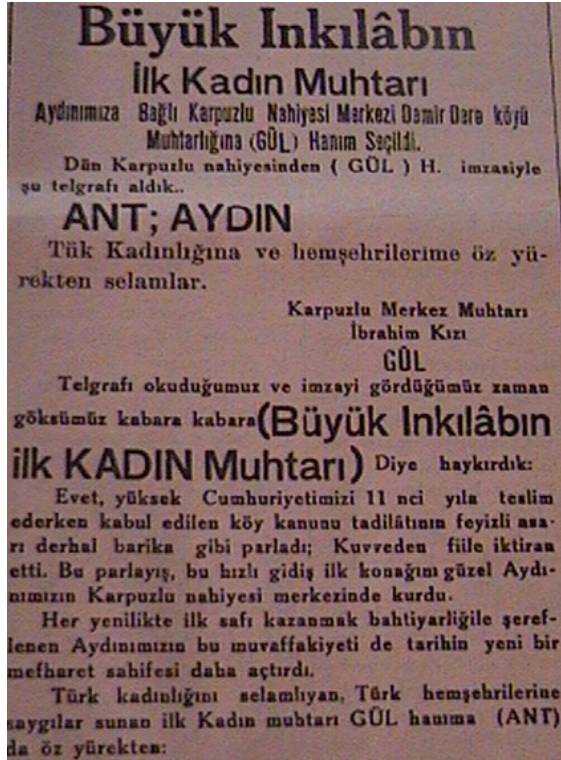 Büyük Inkılâbın
İlk Kadın Muhtarı
Aydınımıza Bağlı Karpuzlu Nahiyesi Merkezi Demir Dere köyü
Muhtarlığına (GÜL) Hanım Seçildi.
Dün Karpuzlu nahiyesinden ( GÜL ) H. imzasiyle
şu telgrafı aldık..
ANT; AYDIN
Tük Kadınlığına ve hemşehrilerime öz yü-
rekten selamlar.
Karpuzlu Merkez Muhtarı
İbrahim Kızı
GÜL
Telgrafı okuduğumuz ve imzayi gördüğümüz zaman
göksümüz kabara kabara (Büyük Inkılâbın
ilk KADIN Muhtarı) Diye haykırdık:
Evet, yüksek Cumhuriyetimizi 11 nci yıla teslim
ederken kabul edilen köy kanunu tadilâtının feyizli asa-
rı derhal barika gibi parladı; Kuvveden fiile iktiran
etti. Bu parlayış, bu hızlı gidiş ilk konağını güzel Aydı-
nımızın Karpuzlu nahiyesi merkezinde kurdu.
Her yenilikte ilk safı kazanmak bahtiyarlığile şeref-
lenen Aydınımızın bu muvaffakiyeti de tarihin yeni bir
mefharet sahifesi daha açtırdı.
Türk kadınlığını selamlıyan, Türk hemşehrilerine
saygılar sunan ilk Kadın muhtarı GÜL hanıma (ANT)
da öz yürekten: